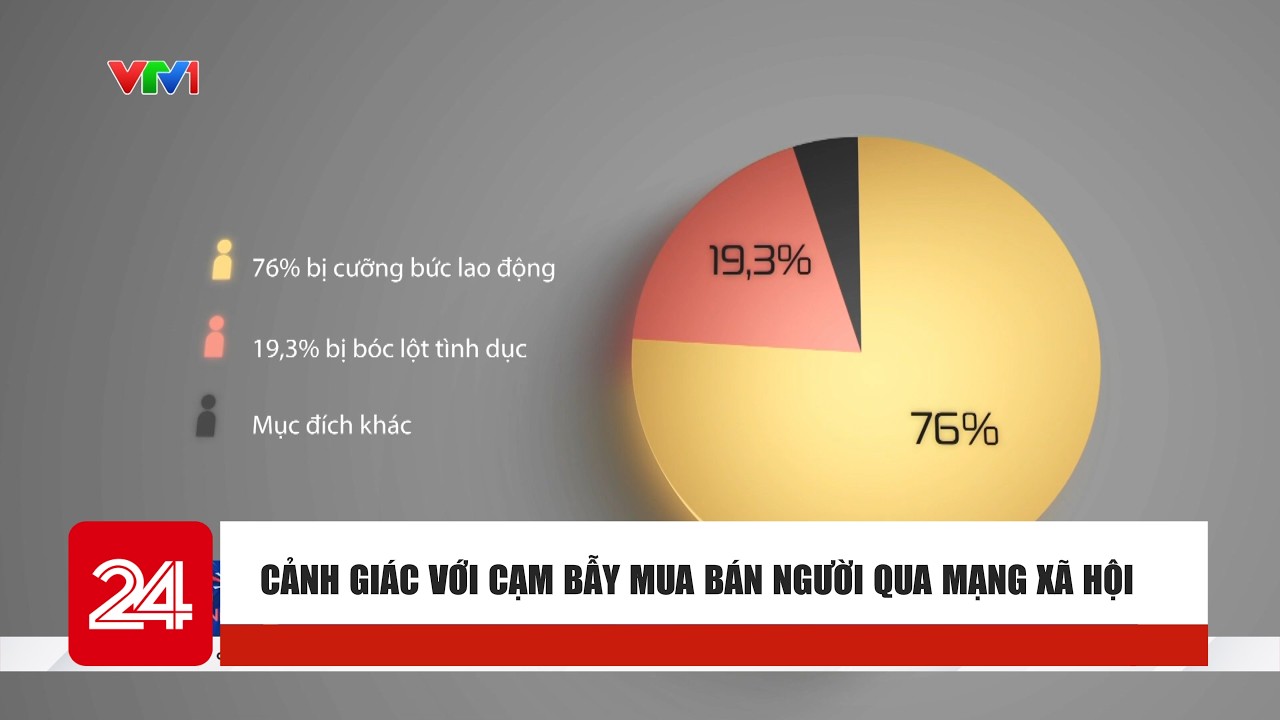 VTV1
76% bị cưỡng bức lao động
19,3% bị bóc lột tình dục
Mục đích khác
19,3%
76%
24
CẢNH GIÁC VỚI CẠM BẪY MUA BÁN NGƯỜI QUA MẠNG XÃ HỘI